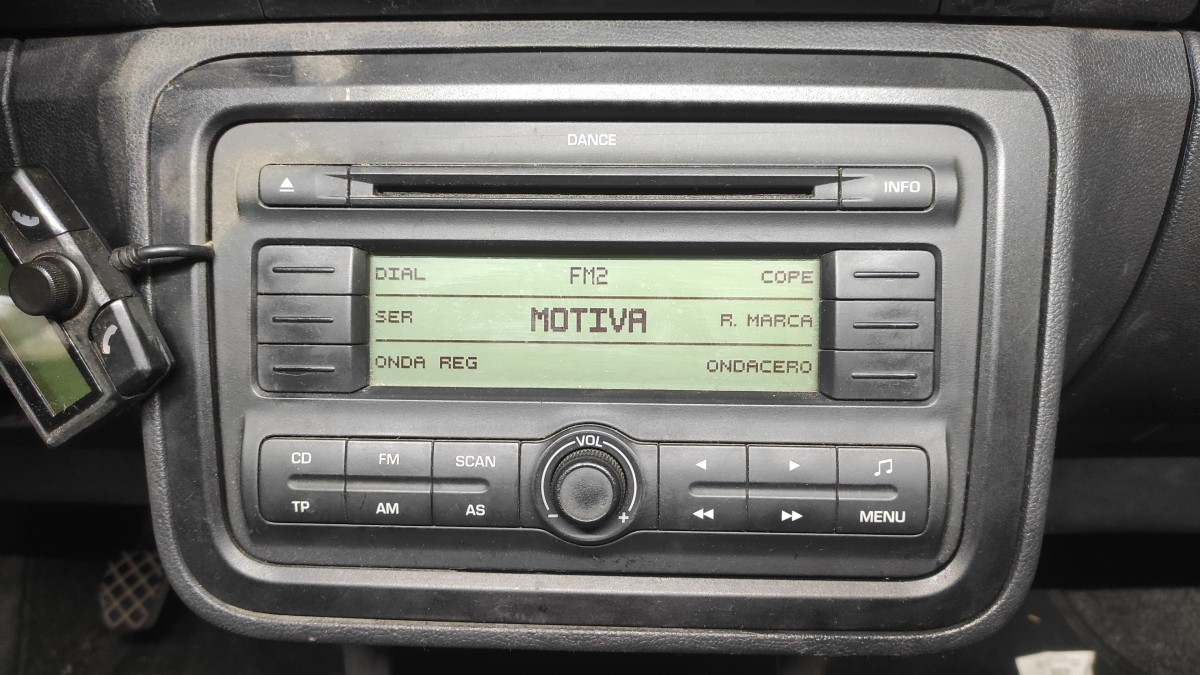 DANCE
INFO
DIAL FM2 COPE
SER MOTIVA R. MARCA
ONDA REG ONDACERO
VOL
CD FM SCAN
TP AM AS
- +
MENU